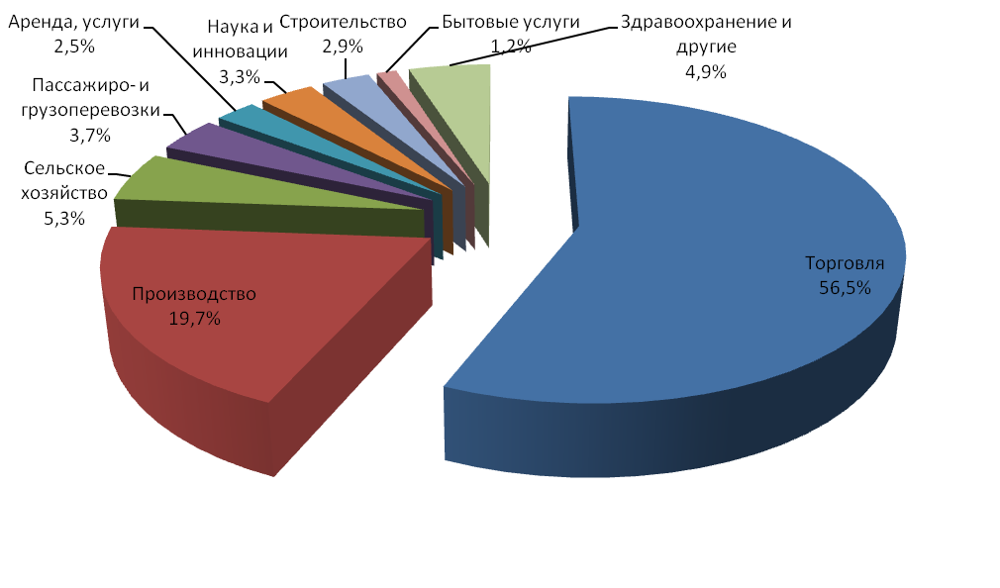 Аренда, услуги
2,5%
Наука и
инновации
3,3%
Строительство
2,9%
Бытовые услуги
1,2%
Здравоохранение и
другие
4,9%
Пассажиро- и
грузоперевозки
3,7%
Сельское
хозяйство
5,3%
Торговля
56,5%
Производство
19,7%